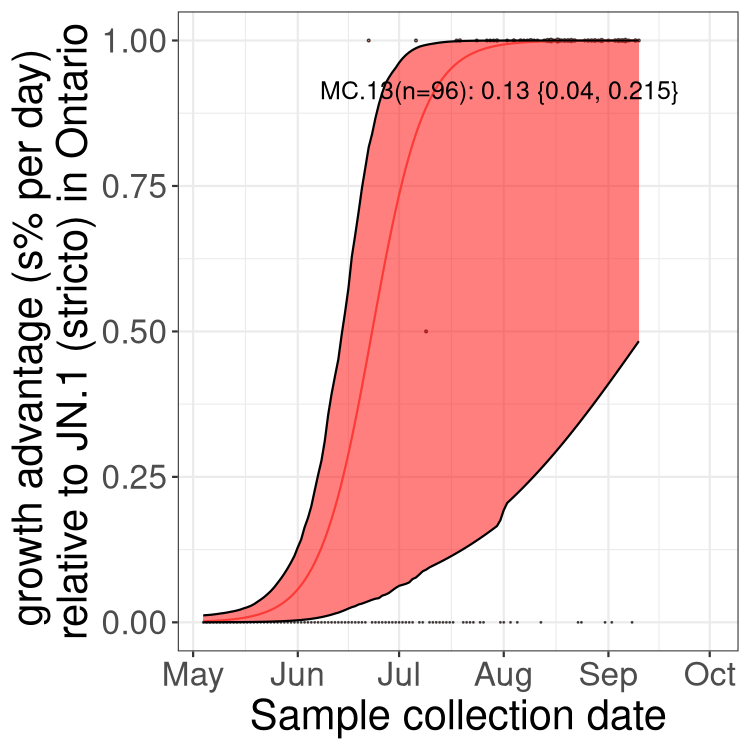 growth advantage (s% per day)
relative to JN.1 (stricto) in Ontario
1.00
0.75
0.50
0.25
0.00
MC.13(n=96): 0.13 {0.04, 0.215}
May Jun Jul Aug Sep Oct
Sample collection date